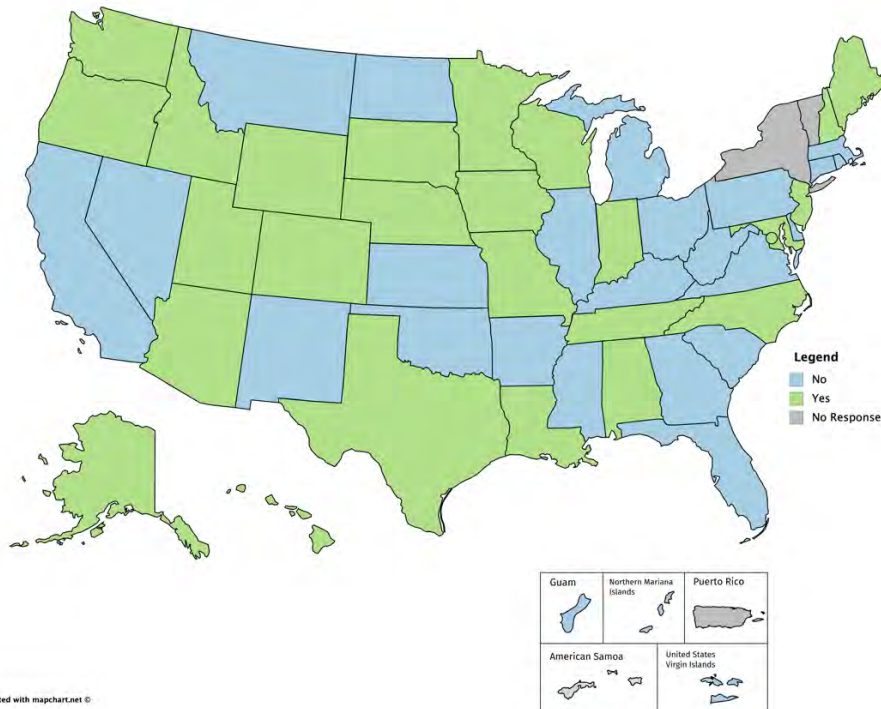 Legend
No
Yes
No Response
Guam
Northern Mariana
Islands
Puerto Rico
American Samoa
United States
Virgin Islands
ted with mapchart.net ©